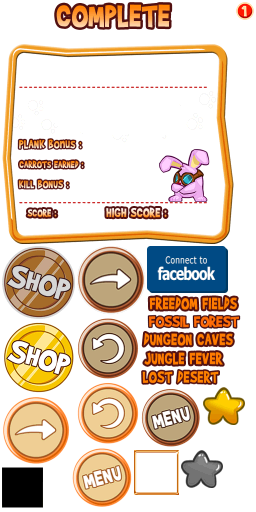 COMPLETE
1
PLANK BONUS :
CARROTS EARNED :
KILL BONUS :
SCORE : HIGH SCORE :
SHOP
Connect to
facebook
FREEDOM FIELDS
FOSSIL FOREST
DUNGEON CAVES
JUNGLE FEVER
LOST DESERT
SHOP
MENU
MENU